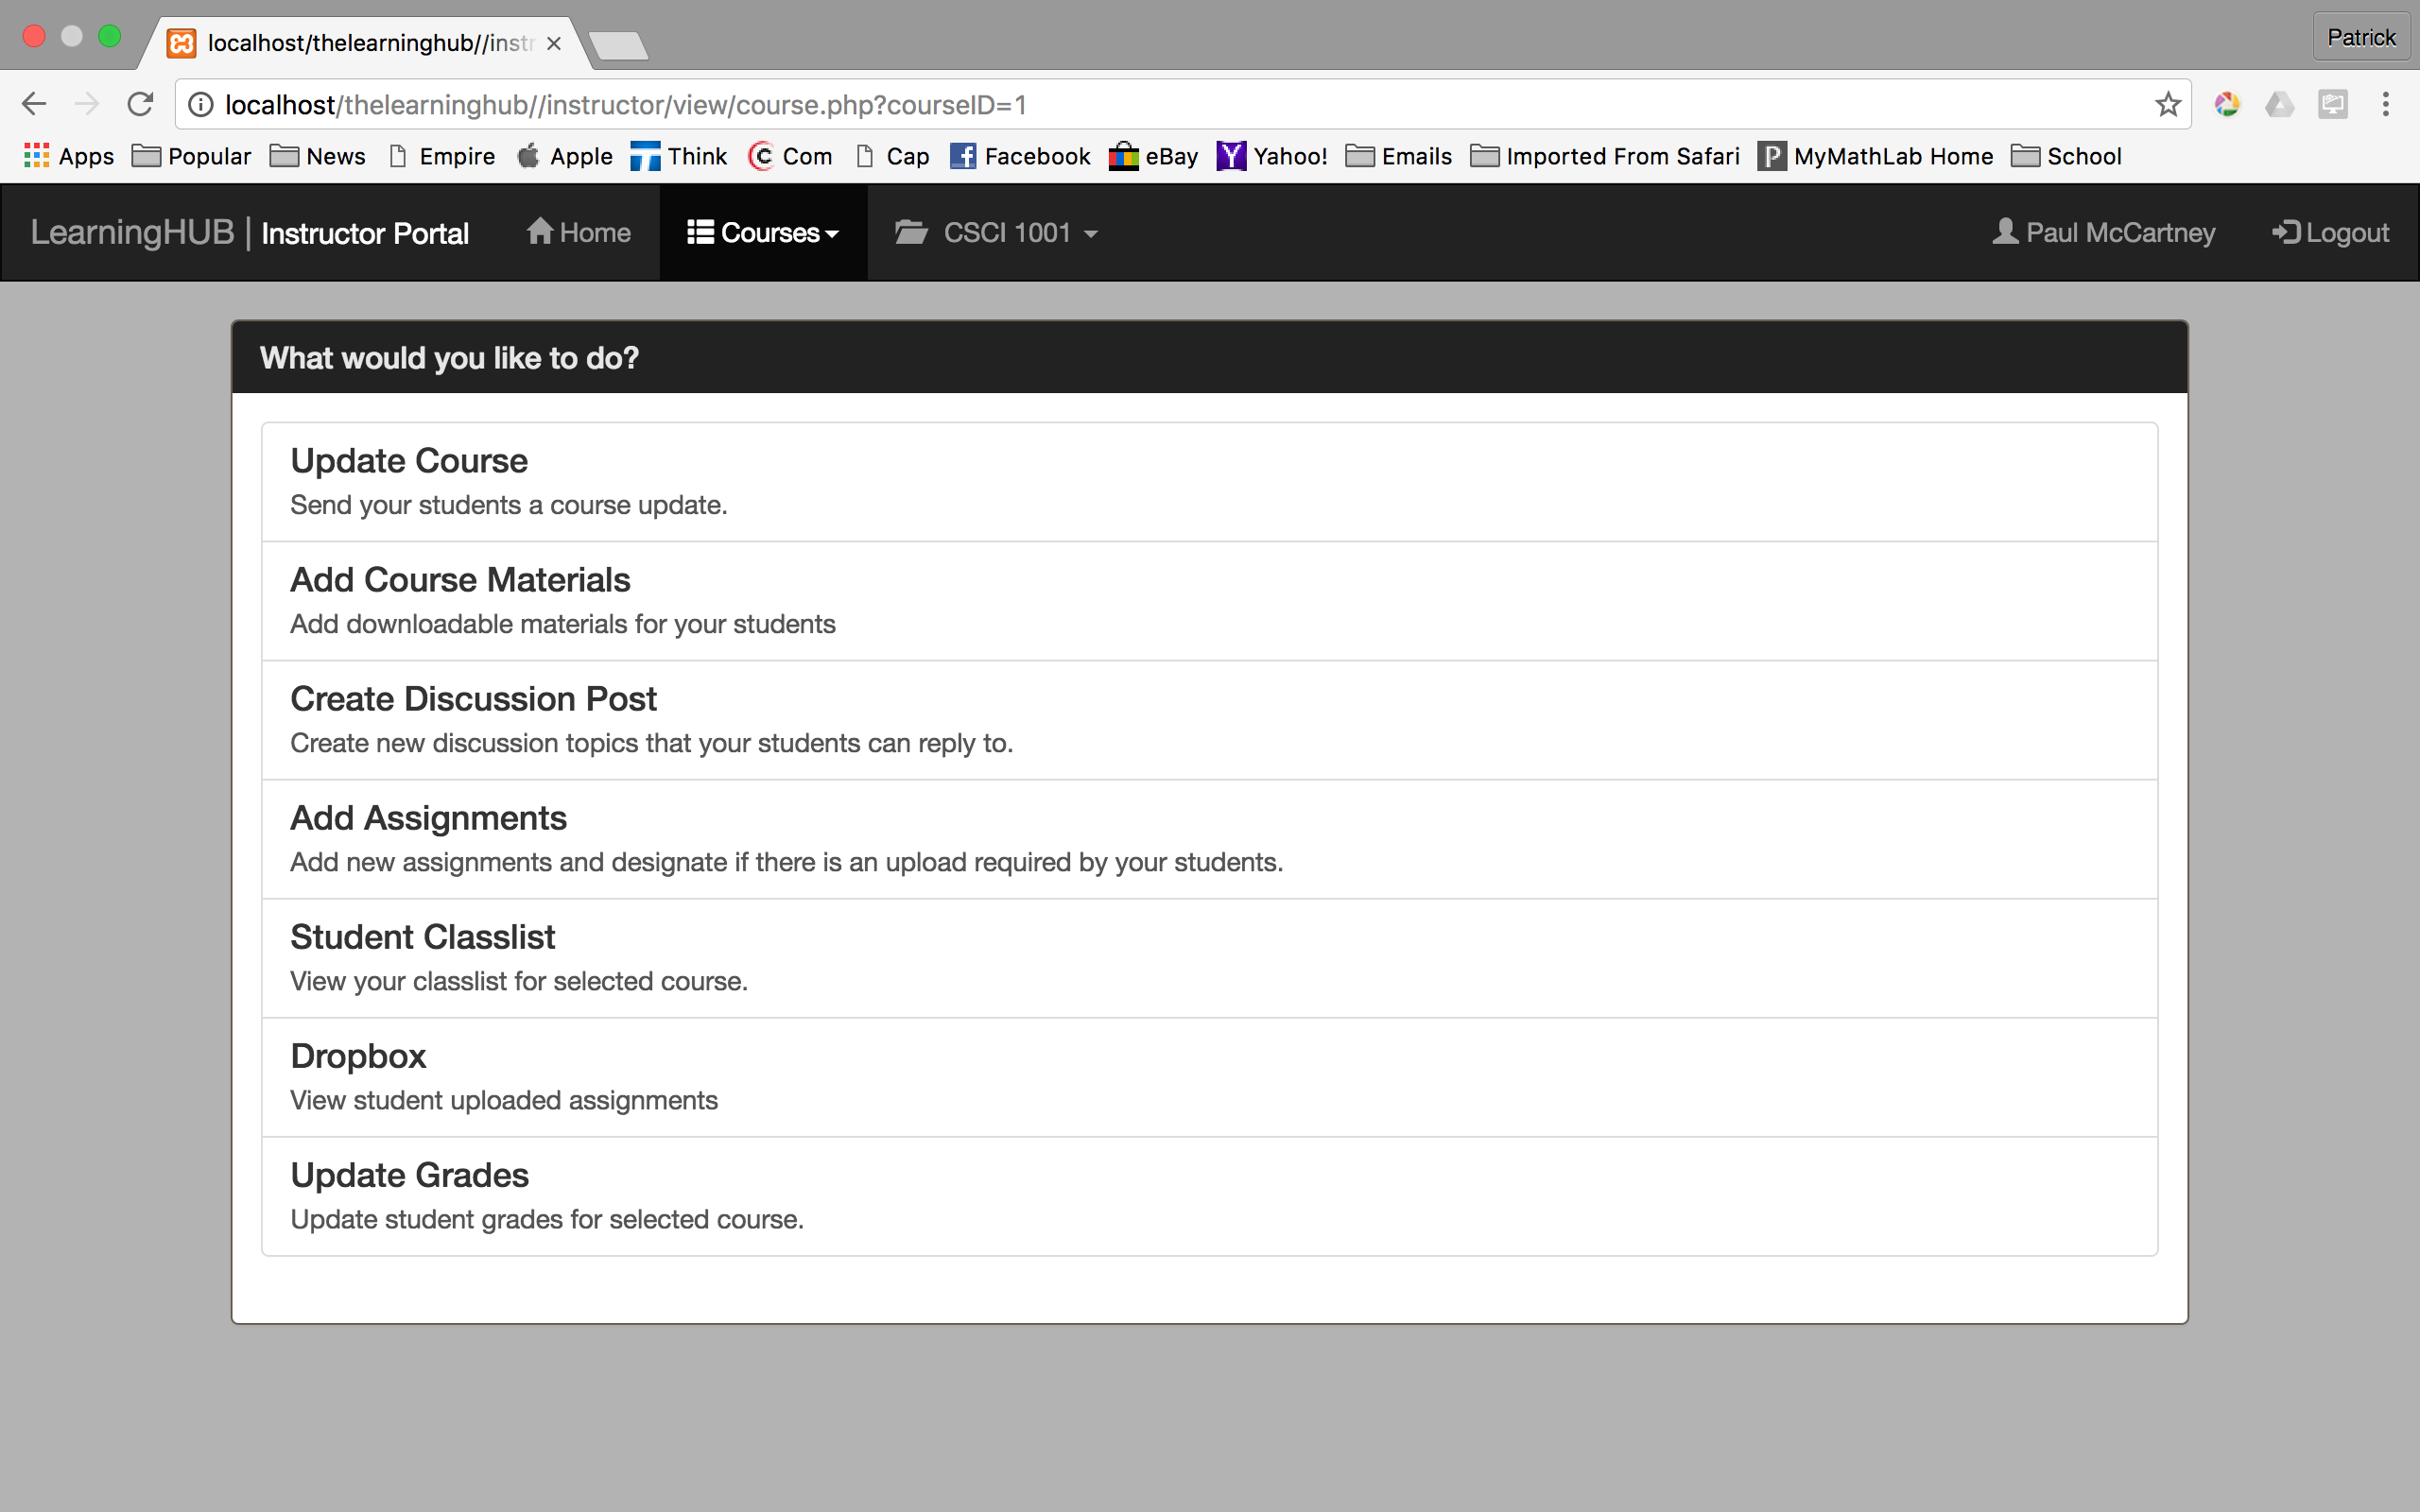 localhost/thelearninghub//inst
Patrick
localhost/thelearninghub//instructor/view/course.php?courseID=1
Apps Popular News Empire Apple Think Com Cap Facebook eBay Yahoo! Emails Imported From Safari MyMathLab Home School
LearningHUB | Instructor Portal Home Courses CSCI 1001 Paul McCartney Logout
What would you like to do?
Update Course
Send your students a course update.
Add Course Materials
Add downloadable materials for your students
Create Discussion Post
Create new discussion topics that your students can reply to.
Add Assignments
Add new assignments and designate if there is an upload required by your students.
Student Classlist
View your classlist for selected course.
Dropbox
View student uploaded assignments
Update Grades
Update student grades for selected course.